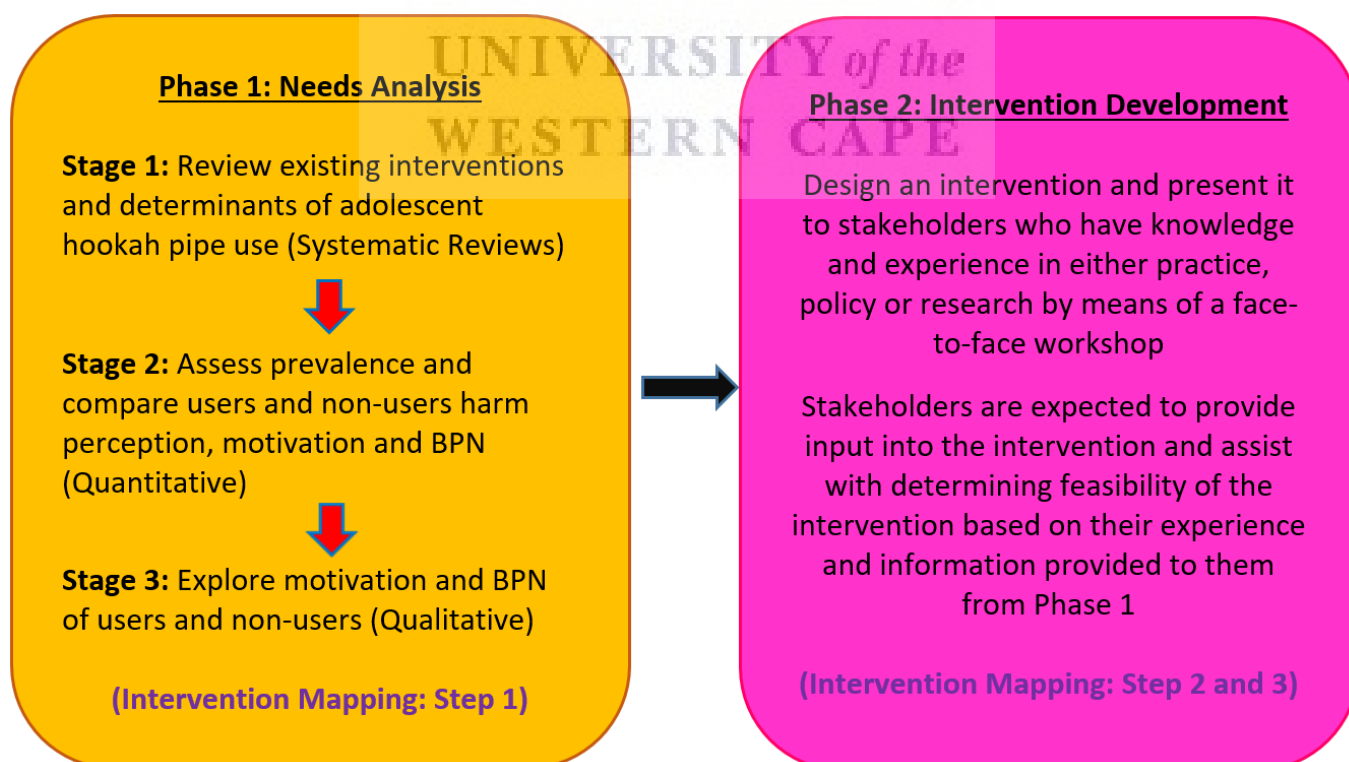 UNIVERSITY of the
WESTERN CAPE
Phase 1: Needs Analysis
Stage 1: Review existing interventions
and determinants of adolescent
hookah pipe use (Systematic Reviews)
Stage 2: Assess prevalence and
compare users and non-users harm
perception, motivation and BPN
(Quantitative)
Stage 3: Explore motivation and BPN
of users and non-users (Qualitative)
(Intervention Mapping: Step 1)
Phase 2: Intervention Development
Design an intervention and present it
to stakeholders who have knowledge
and experience in either practice,
policy or research by means of a face-
to-face workshop
Stakeholders are expected to provide
input into the intervention and assist
with determining feasibility of the
intervention based on their experience
and information provided to them
from Phase 1
(Intervention Mapping: Step 2 and 3)